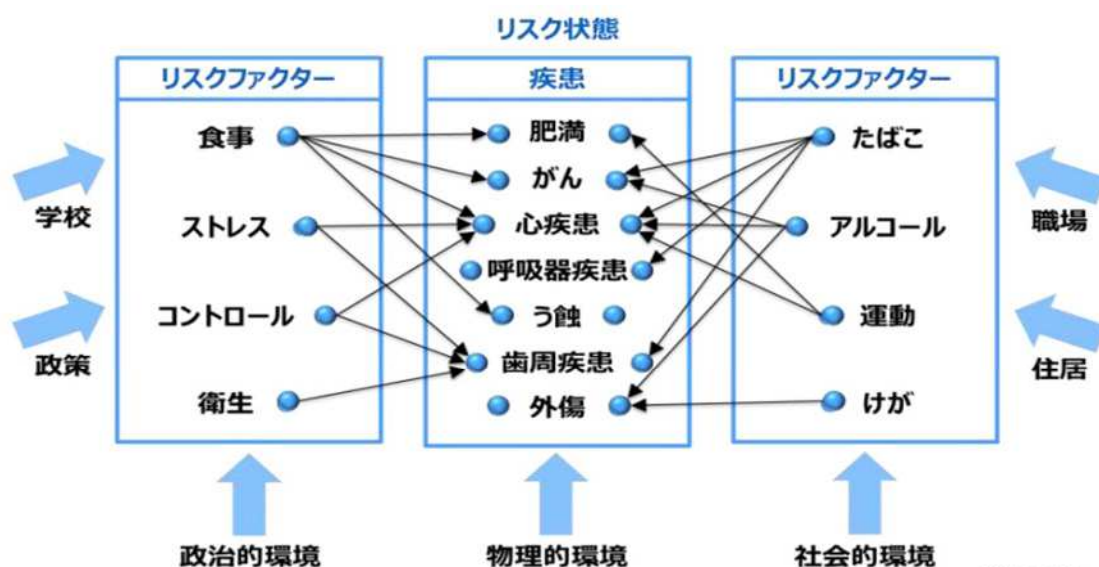 リスク状態
リスクファクター
疾患
リスクファクター
食事
ストレス
コントロール
衛生
肥満
がん
心疾患
呼吸器疾患
う蝕
歯周疾患
外傷
たばこ
アルコール
運動
けが
学校
政策
職場
住居
政治的環境
物理的環境
社会的環境